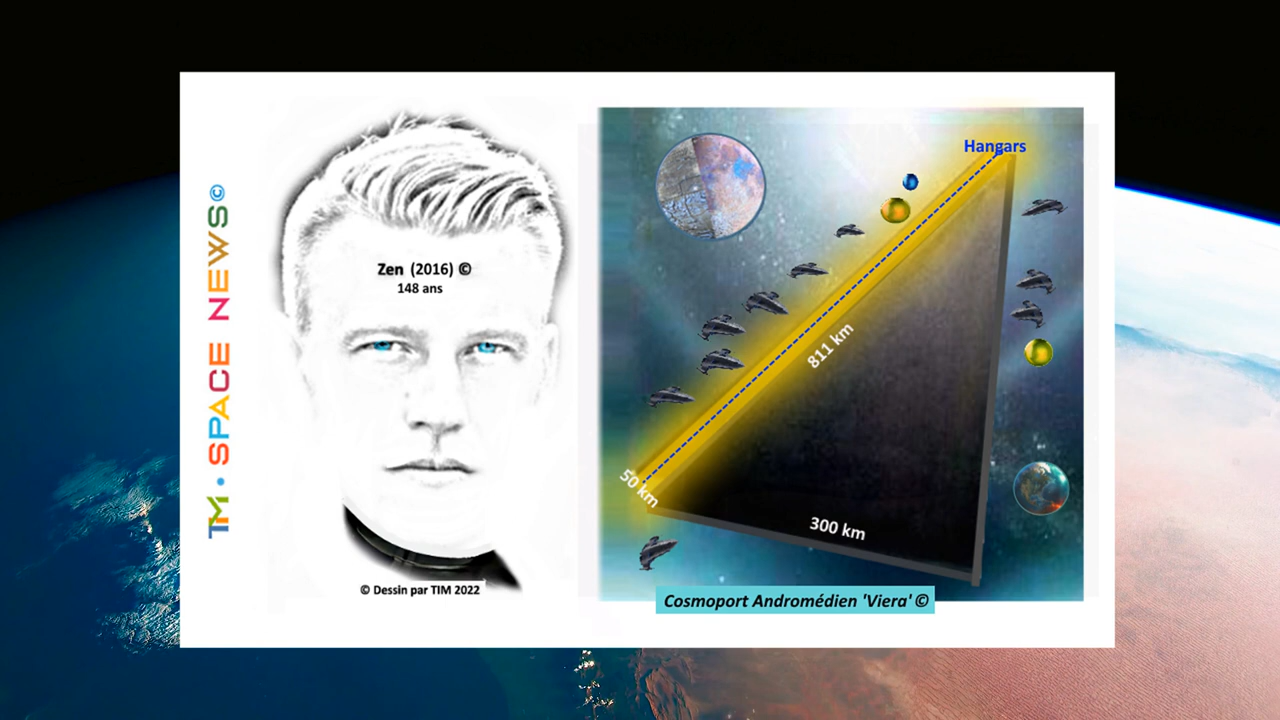 TM • SPACE NEWS©
Zen (2016) ©
148 ans
© Dessin par TIM 2022
Hangars
811 km
50 km
300 km
Cosmoport Andromédien 'Viera' ©